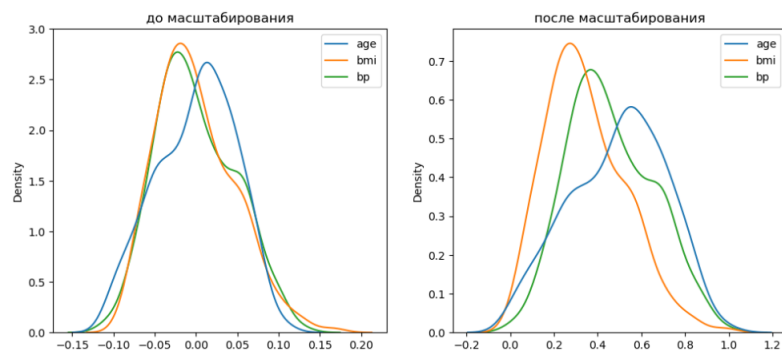 до масштабирования
3.0
2.5
2.0
1.5
1.0
0.5
0.0
Density
age
bmi
bp
−0.15 −0.10 −0.05 0.00 0.05 0.10 0.15 0.20
после масштабирования
0.7
0.6
0.5
0.4
0.3
0.2
0.1
0.0
Density
age
bmi
bp
−0.2 0.0 0.2 0.4 0.6 0.8 1.0 1.2